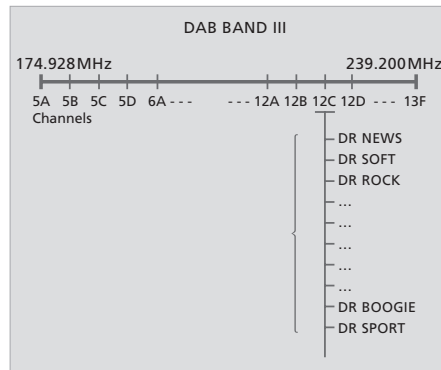 DAB BAND III
174.928MHz 239.200MHz
5A 5B 5C 5D 6A - - - - - - 12A 12B 12C 12D - - - 13F
Channels
DR NEWS
DR SOFT
DR ROCK
...
...
...
...
...
DR BOOGIE
DR SPORT